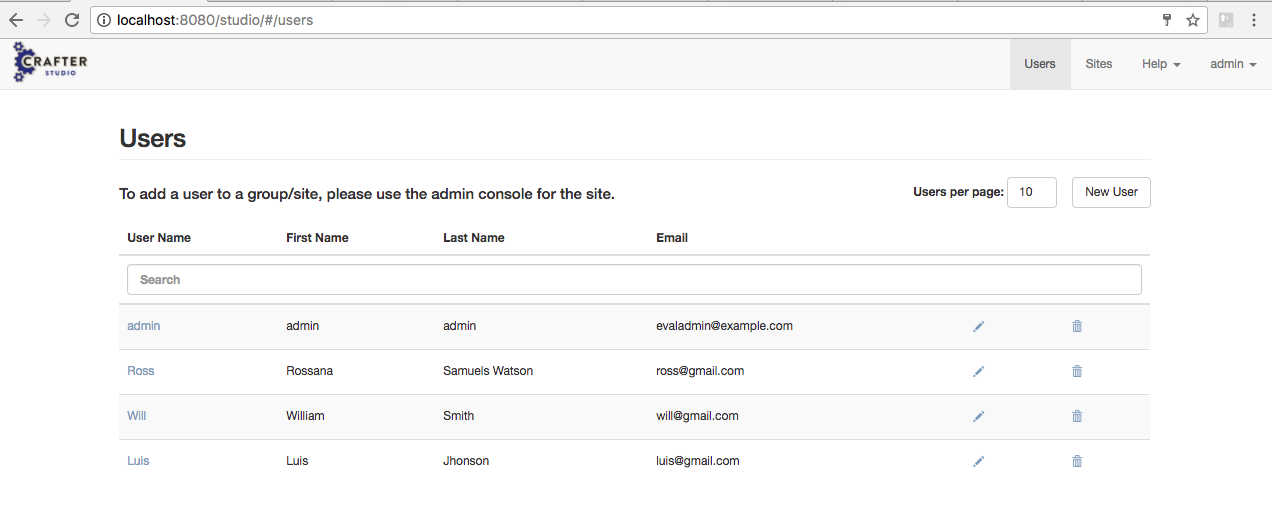 localhost:8080/studio/#/users
CRAFTER
STUDIO
Users Sites Help admin
Users
To add a user to a group/site, please use the admin console for the site.
Users per page: 10 New User
User Name First Name Last Name Email
Search
admin admin admin evaladmin@example.com
Ross Rossana Samuels Watson ross@gmail.com
Will William Smith will@gmail.com
Luis Luis Jhonson luis@gmail.com